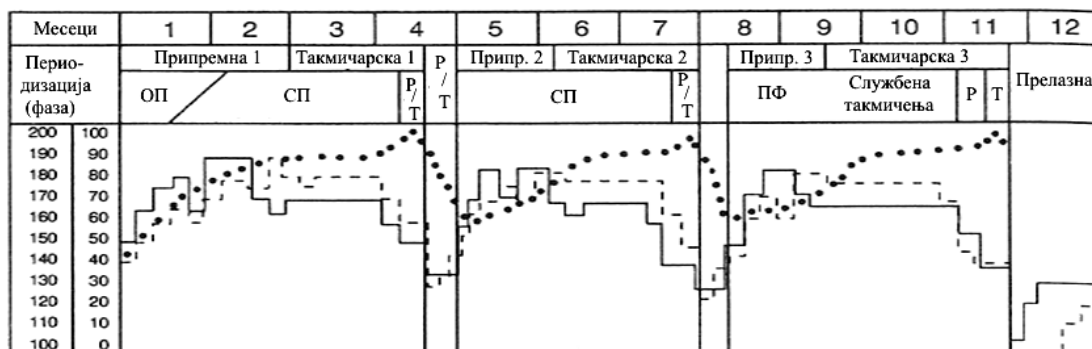 Месеци 1 2 3 4 5 6 7 8 9 10 11 12
Перио-
дизација
(фаза)
Припремна 1 Такмичарска 1 Р / Т Припр. 2 Такмичарска 2 Припр. 3 Такмичарска 3
ОП СП Р / Т СП Р / Т ПФ Службена такмичења Р Т Прелазна
200 100
190 90
180 80
170 70
160 60
150 50
140 40
130 30
120 20
110 10
100 0